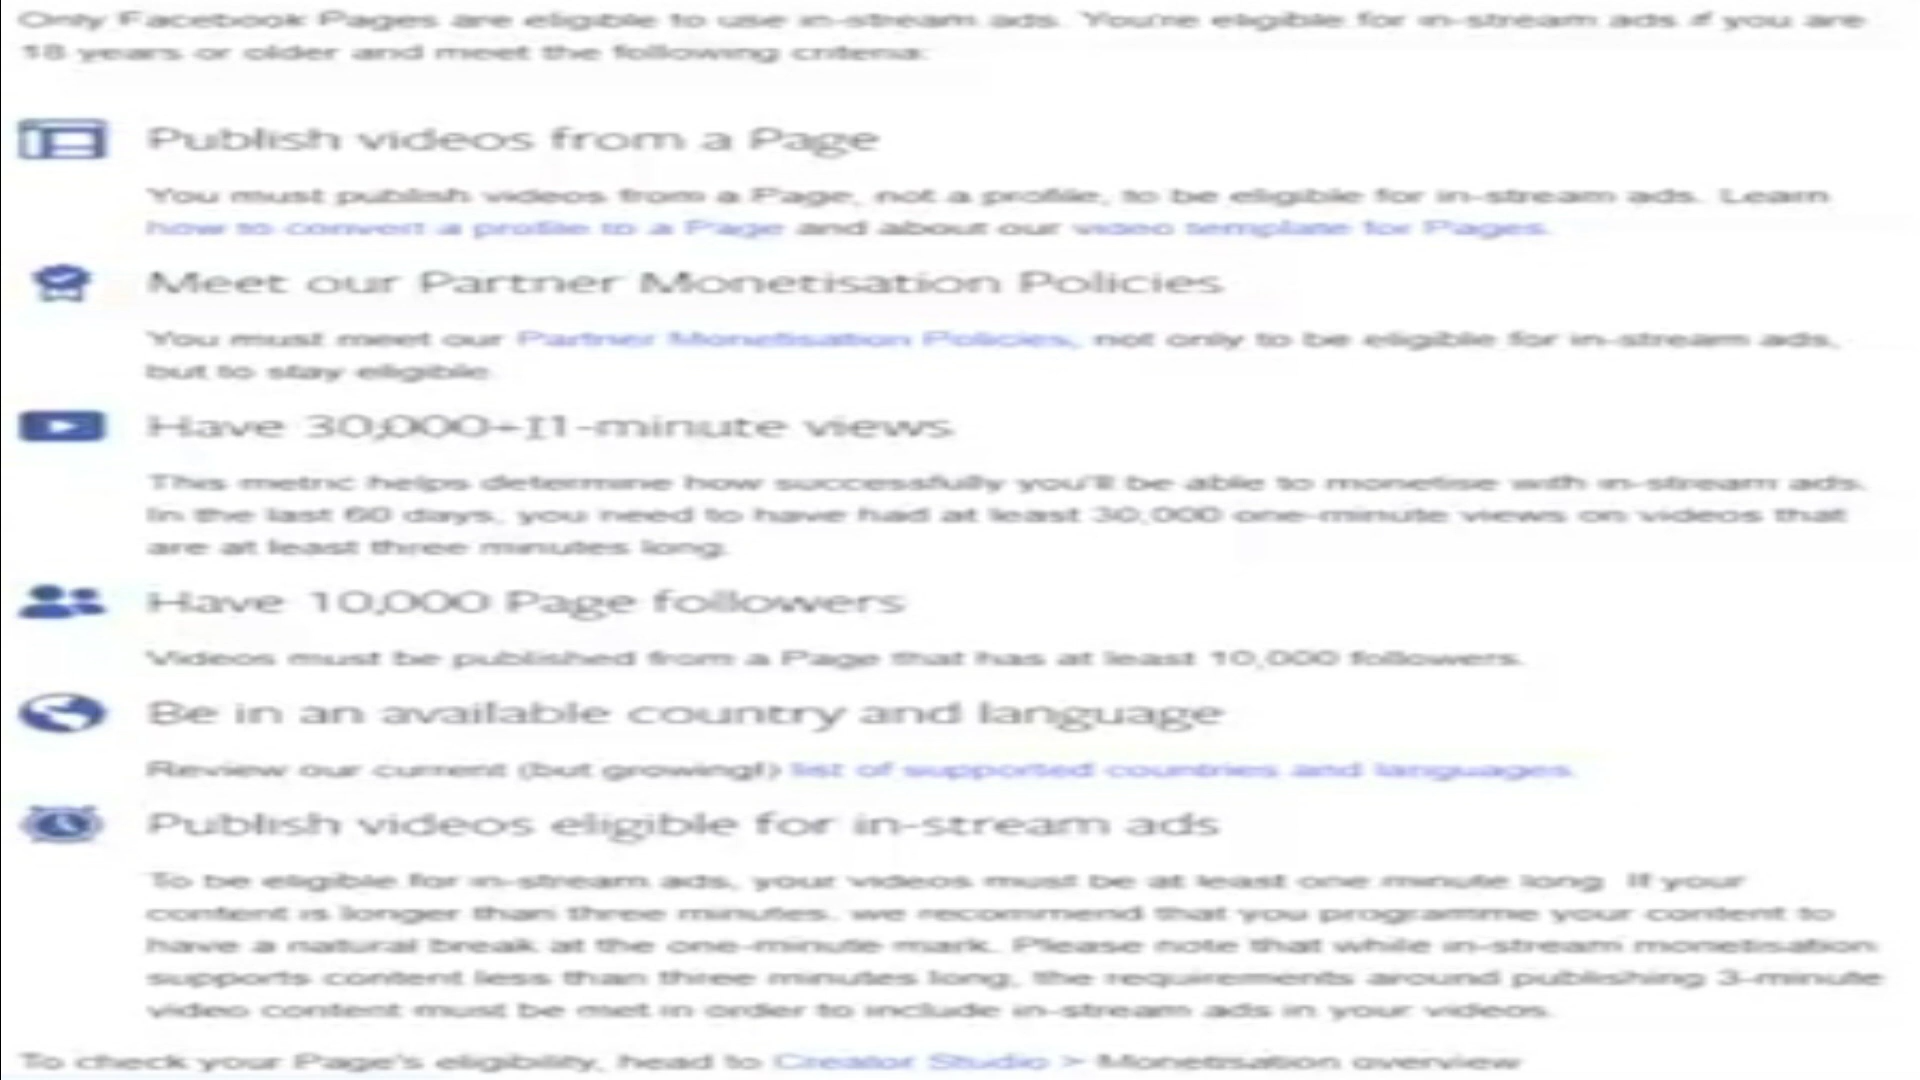 Only Facebook Pages are eligible to use in-stream ads. You're eligible for in-stream ads if you are
18 years or older and meet the following criteria:
Publish videos from a Page
You must publish videos from a Page, not a profile, to be eligible for in-stream ads. Learn
how to convert a profile to a Page and about our video template for Pages.
Meet our Partner Monetisation Policies
You must meet our Partner Monetisation Policies, not only to be eligible for in-stream ads,
but to stay eligible.
Have 30,000+ 1-minute views
This metric helps determine how successfully you'll be able to monetise with in-stream ads.
In the last 60 days, you need to have had at least 30,000 one-minute views on videos that
are at least three minutes long.
Have 10,000 Page followers
Videos must be published from a Page that has at least 10,000 followers.
Be in an available country and language
Review our current (but growing!) list of supported countries and languages.
Publish videos eligible for in-stream ads
To be eligible for in-stream ads, your videos must be at least one minute long. If your
content is longer than three minutes, we recommend that you programme your content to
have a natural break at the one-minute mark. Please note that while in-stream monetisation
supports content less than three minutes long, the requirements around publishing 3-minute
video content must be met in order to include in-stream ads in your videos.
To check your Page's eligibility, head to Creator Studio > Monetisation overview